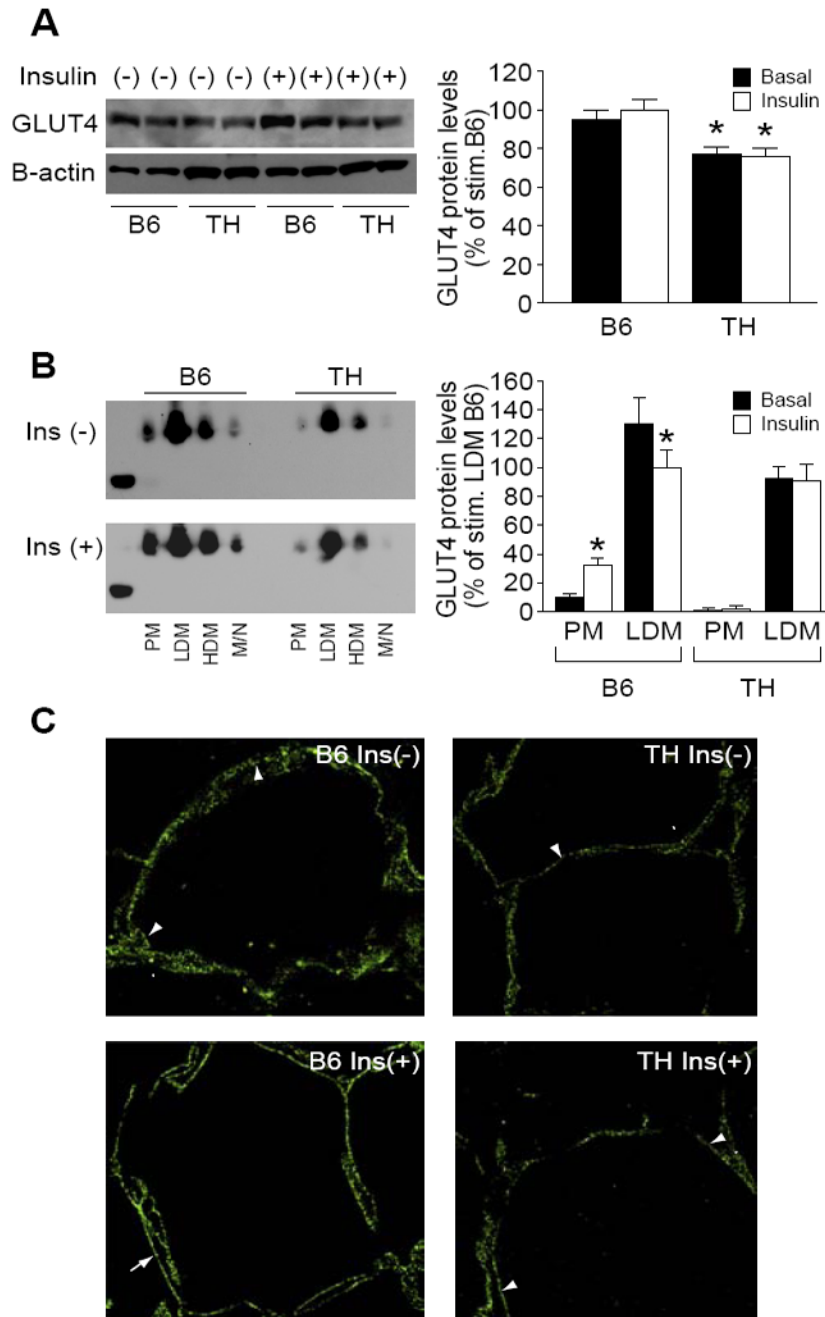 A
Insulin (-) (-) (-) (-) (+) (+) (+) (+)
GLUT4
B-actin
B6 TH B6 TH
GLUT4 protein levels
(% of stim.B6)
120
100
80
60
40
20
0
Basal
Insulin
* *
B6 TH
B
B6 TH
Ins (-)
Ins (+)
PM LDM HDM M/N PM LDM HDM M/N
GLUT4 protein levels
(% of stim. LDM B6)
160
140
120
100
80
60
40
20
0
Basal
Insulin
* *
PM LDM PM LDM
B6 TH
C
B6 Ins(-)
TH Ins(-)
B6 Ins(+)
TH Ins(+)